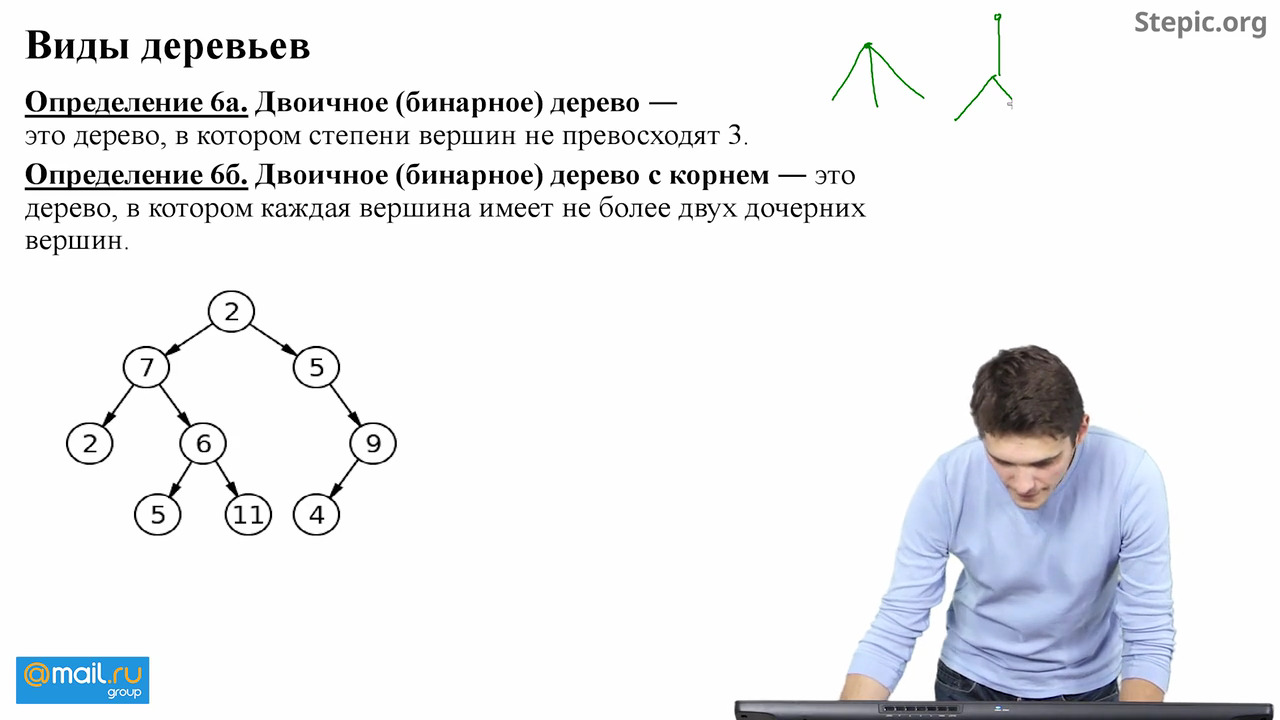 Stepic.org
Виды деревьев
Определение 6а. Двоичное (бинарное) дерево —
это дерево, в котором степени вершин не превосходят 3.
Определение 6б. Двоичное (бинарное) дерево с корнем — это
дерево, в котором каждая вершина имеет не более двух дочерних
вершин.
2
7 5
2 6 9
5 11 4
@mail.ru
group